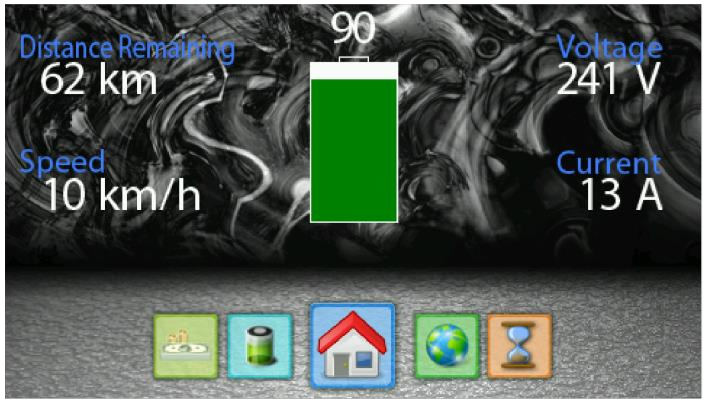 90
Distance Remaining
62 km
Voltage
241 V
Speed
10 km/h
Current
13 A